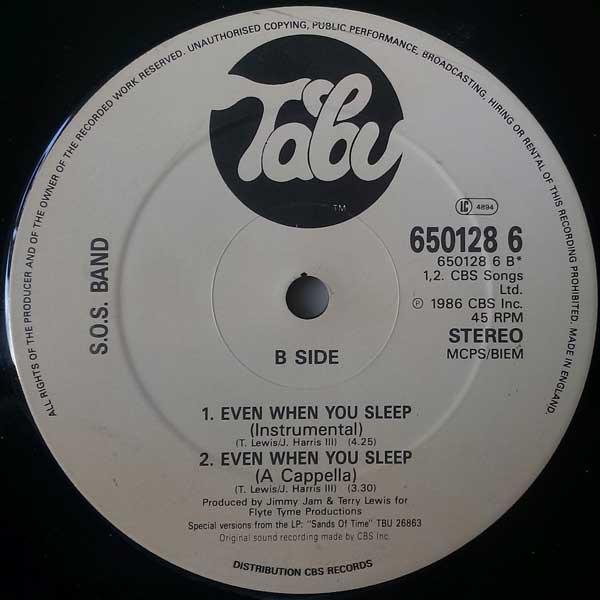 ALL RIGHTS OF THE PRODUCER AND OF THE OWNER OF THE RECORDED WORK RESERVED. UNAUTHORISED COPYING, PUBLIC PERFORMANCE, BROADCASTING, HIRING OR RENTAL OF THIS RECORDING PROHIBITED. MADE IN ENGLAND.
Tabu
TM
LC 4894
S.O.S. BAND
650128 6
650128 6 B*
1,2. CBS Songs
Ltd.
℗ 1986 CBS Inc.
45 RPM
STEREO
MCPS/BIEM
B SIDE
1. EVEN WHEN YOU SLEEP
(Instrumental)
(T. Lewis/J. Harris III) (4.25)
2. EVEN WHEN YOU SLEEP
(A Cappella)
(T. Lewis/J. Harris III) (3.30)
Produced by Jimmy Jam & Terry Lewis for
Flyte Tyme Productions
Special versions from the LP: "Sands Of Time" TBU 26863
Original sound recording made by CBS Inc.
DISTRIBUTION CBS RECORDS